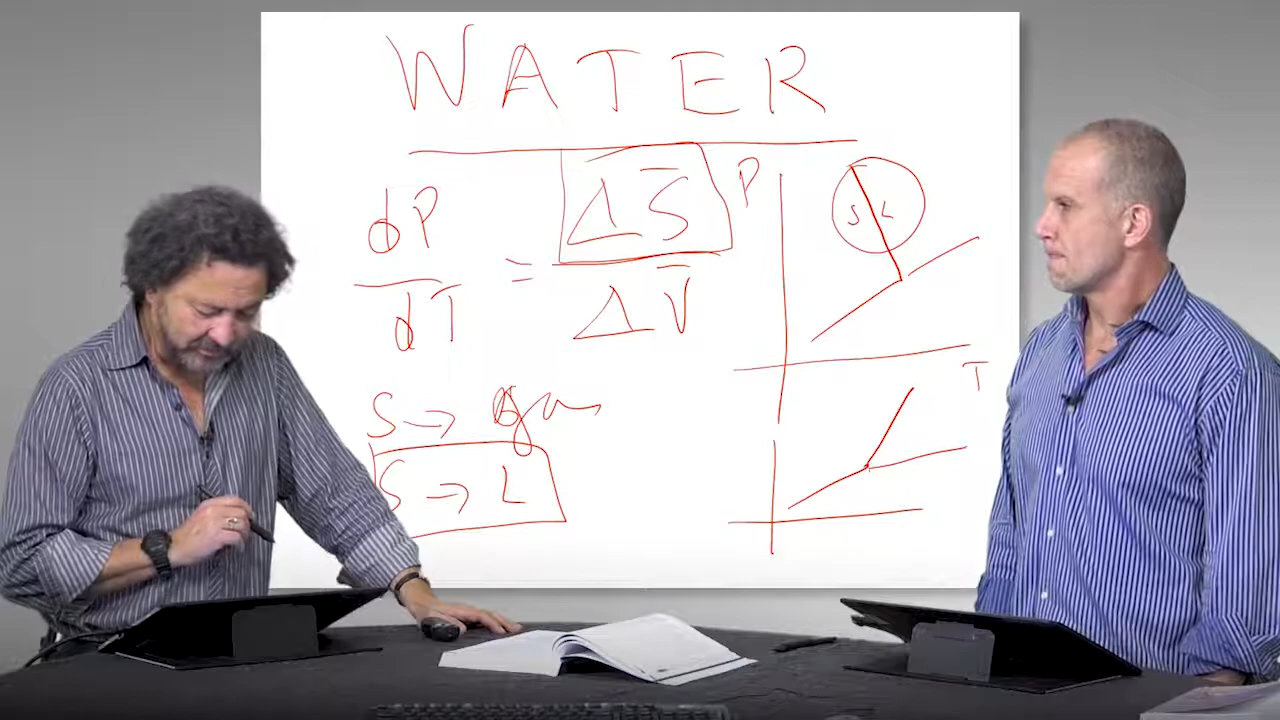 WATER
dP/dT = ΔS̅/ΔV̅
S → gas
S → L
P
S L
T